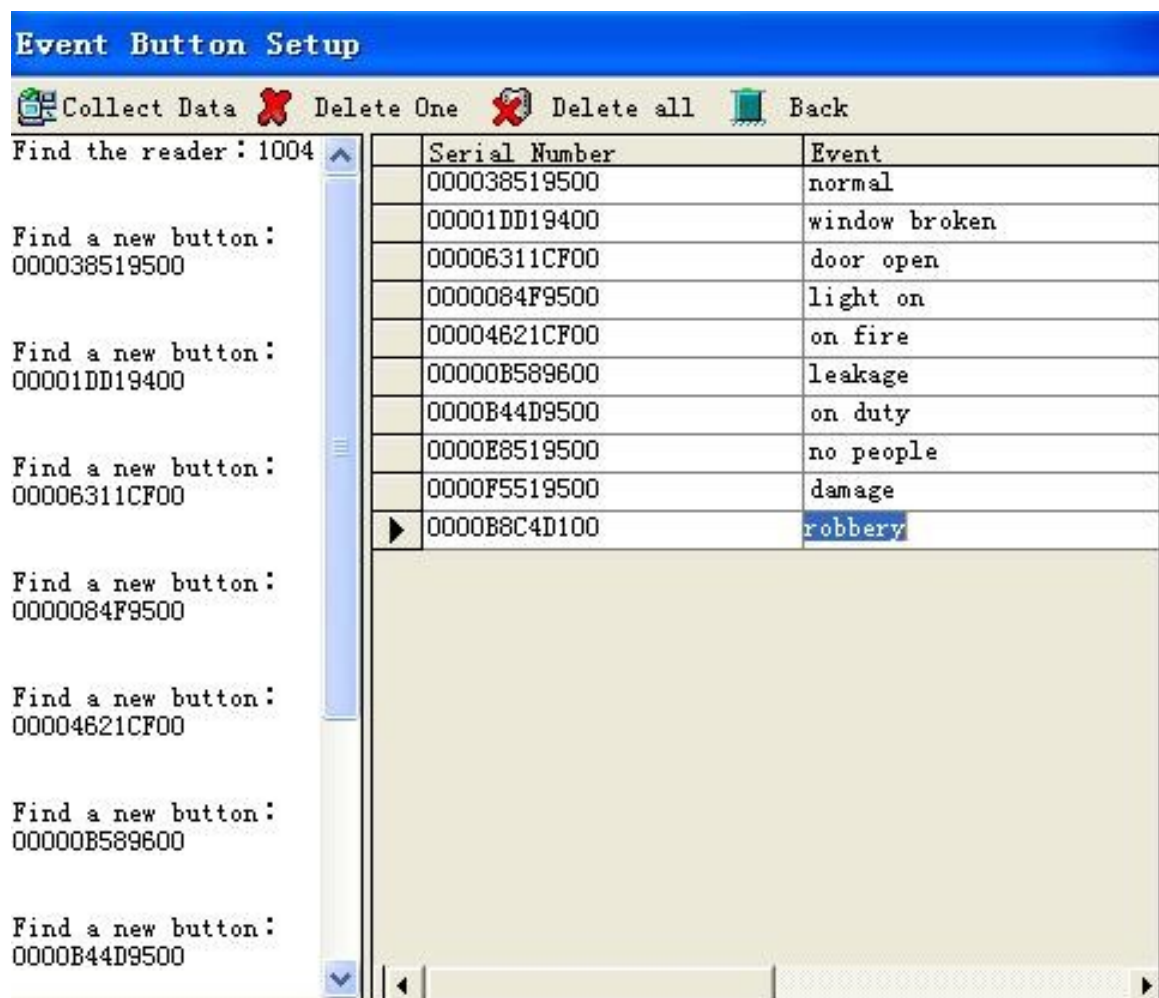 Event Button Setup
Collect Data Delete One Delete all Back
Find the reader：1004
Find a new button：
000038519500
Find a new button：
00001DD19400
Find a new button：
00006311CF00
Find a new button：
0000084F9500
Find a new button：
00004621CF00
Find a new button：
00000B589600
Find a new button：
0000B44D9500
Serial Number Event
000038519500 normal
00001DD19400 window broken
00006311CF00 door open
0000084F9500 light on
00004621CF00 on fire
00000B589600 leakage
0000B44D9500 on duty
0000E8519500 no people
0000F5519500 damage
0000B8C4D100 robbery